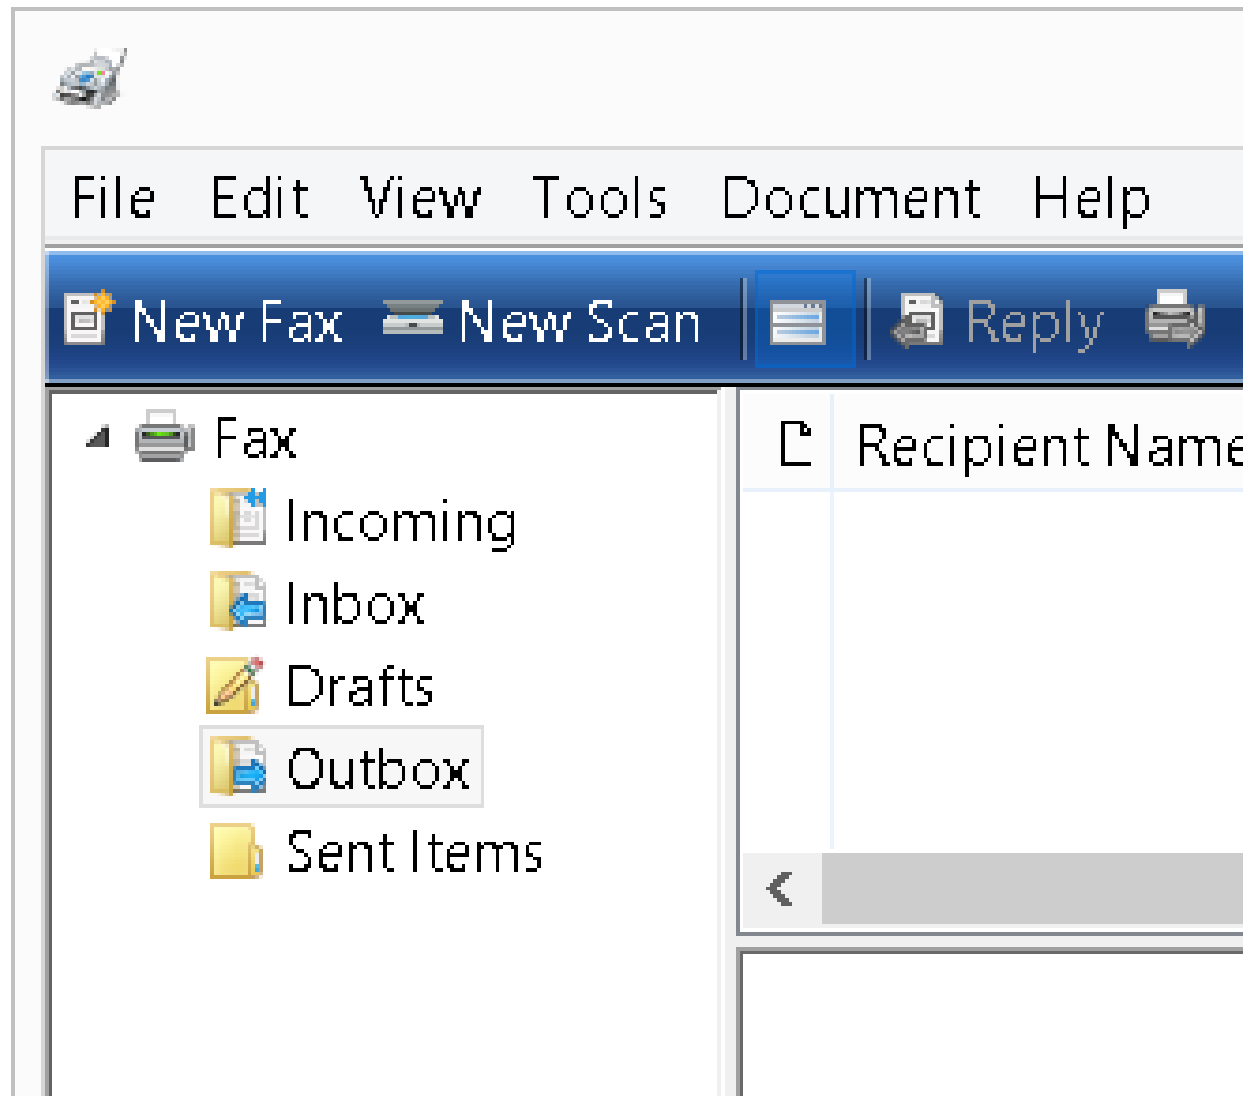 File Edit View Tools Document Help
New Fax New Scan Reply
Fax
Recipient Name
Incoming
Inbox
Drafts
Outbox
Sent Items